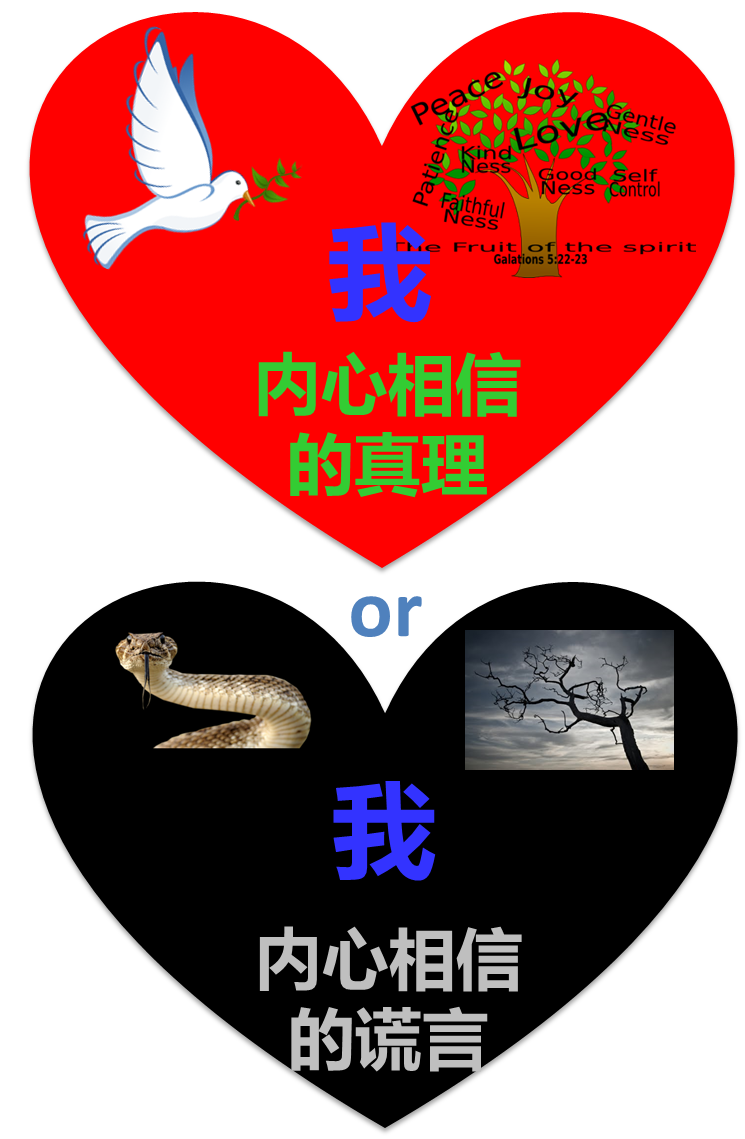 Peace
Joy
Love
Gentle
Ness
Patience
Kind
Ness
Good
Ness
Self
Control
Faithful
Ness
The Fruit of the spirit
Galations 5:22-23
我
内心相信
的真理
or
我
内心相信
的谎言